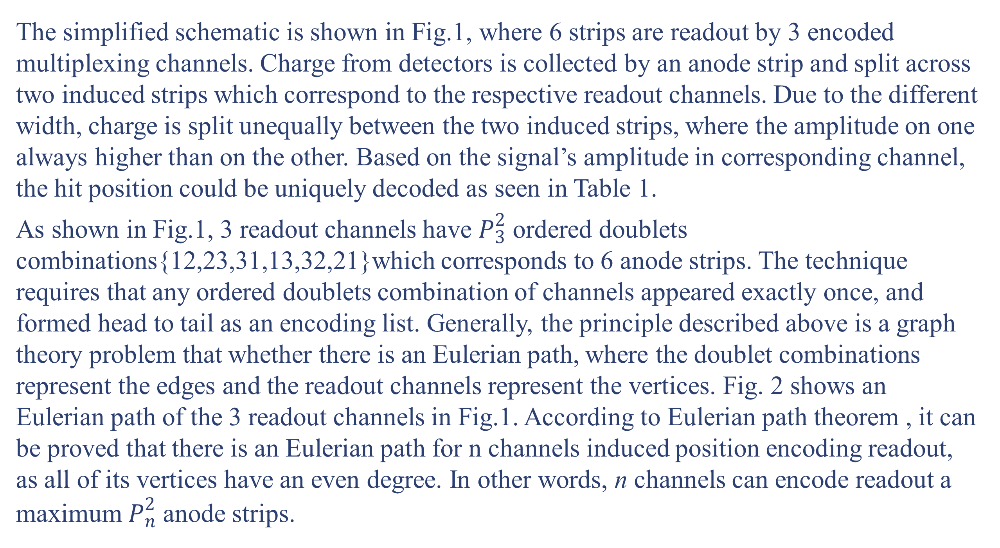 The simplified schematic is shown in Fig.1, where 6 strips are readout by 3 encoded
multiplexing channels. Charge from detectors is collected by an anode strip and split across
two induced strips which correspond to the respective readout channels. Due to the different
width, charge is split unequally between the two induced strips, where the amplitude on one
always higher than on the other. Based on the signal’s amplitude in corresponding channel,
the hit position could be uniquely decoded as seen in Table 1.
As shown in Fig.1, 3 readout channels have $P_3^2$ ordered doublets
combinations{12,23,31,13,32,21}which corresponds to 6 anode strips. The technique
requires that any ordered doublets combination of channels appeared exactly once, and
formed head to tail as an encoding list. Generally, the principle described above is a graph
theory problem that whether there is an Eulerian path, where the doublet combinations
represent the edges and the readout channels represent the vertices. Fig. 2 shows an
Eulerian path of the 3 readout channels in Fig.1. According to Eulerian path theorem , it can
be proved that there is an Eulerian path for n channels induced position encoding readout,
as all of its vertices have an even degree. In other words, n channels can encode readout a
maximum $P_n^2$ anode strips.